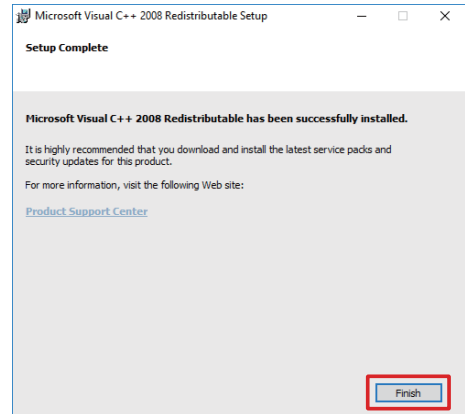 Microsoft Visual C++ 2008 Redistributable Setup
Setup Complete
Microsoft Visual C++ 2008 Redistributable has been successfully installed.
It is highly recommended that you download and install the latest service packs and
security updates for this product.
For more information, visit the following Web site:
Product Support Center
Finish